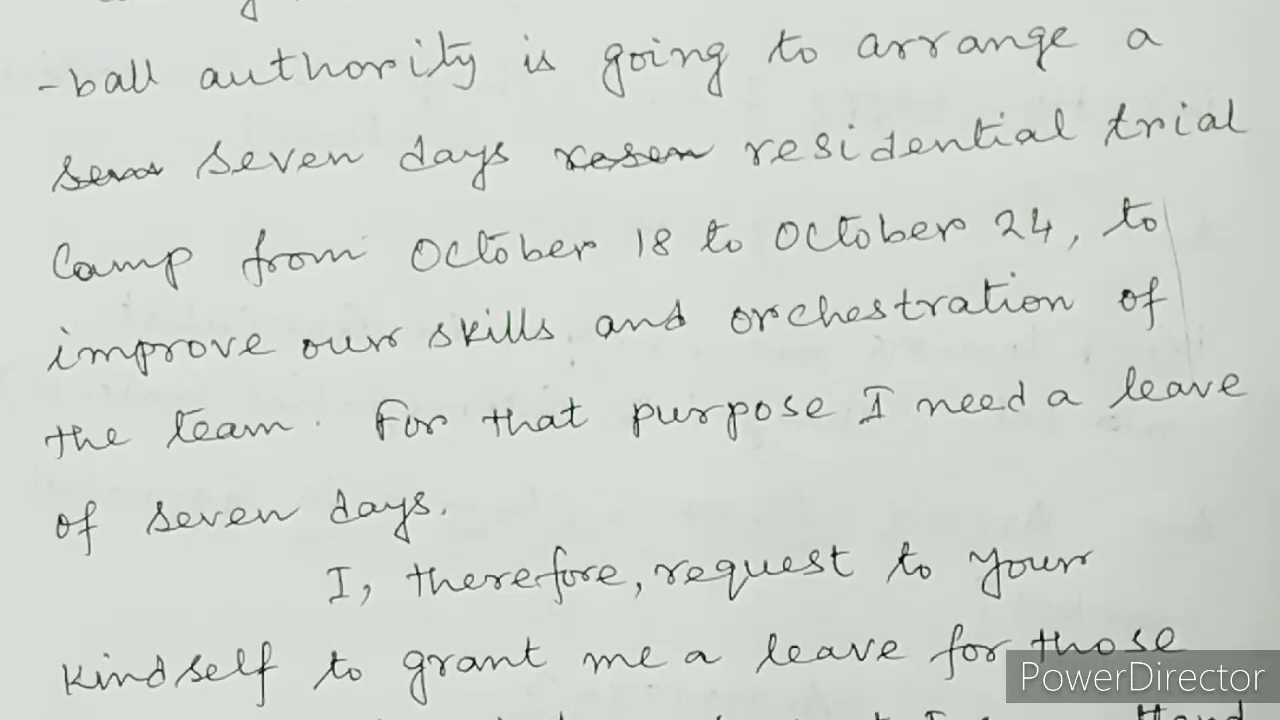 -ball authority is going to arrange a
seven days residential trial
Camp from October 18 to October 24, to
improve our skills and orchestration of
the team. For that purpose I need a leave
of seven days.
I, therefore, request to your
kindself to grant me a leave for those
PowerDirector